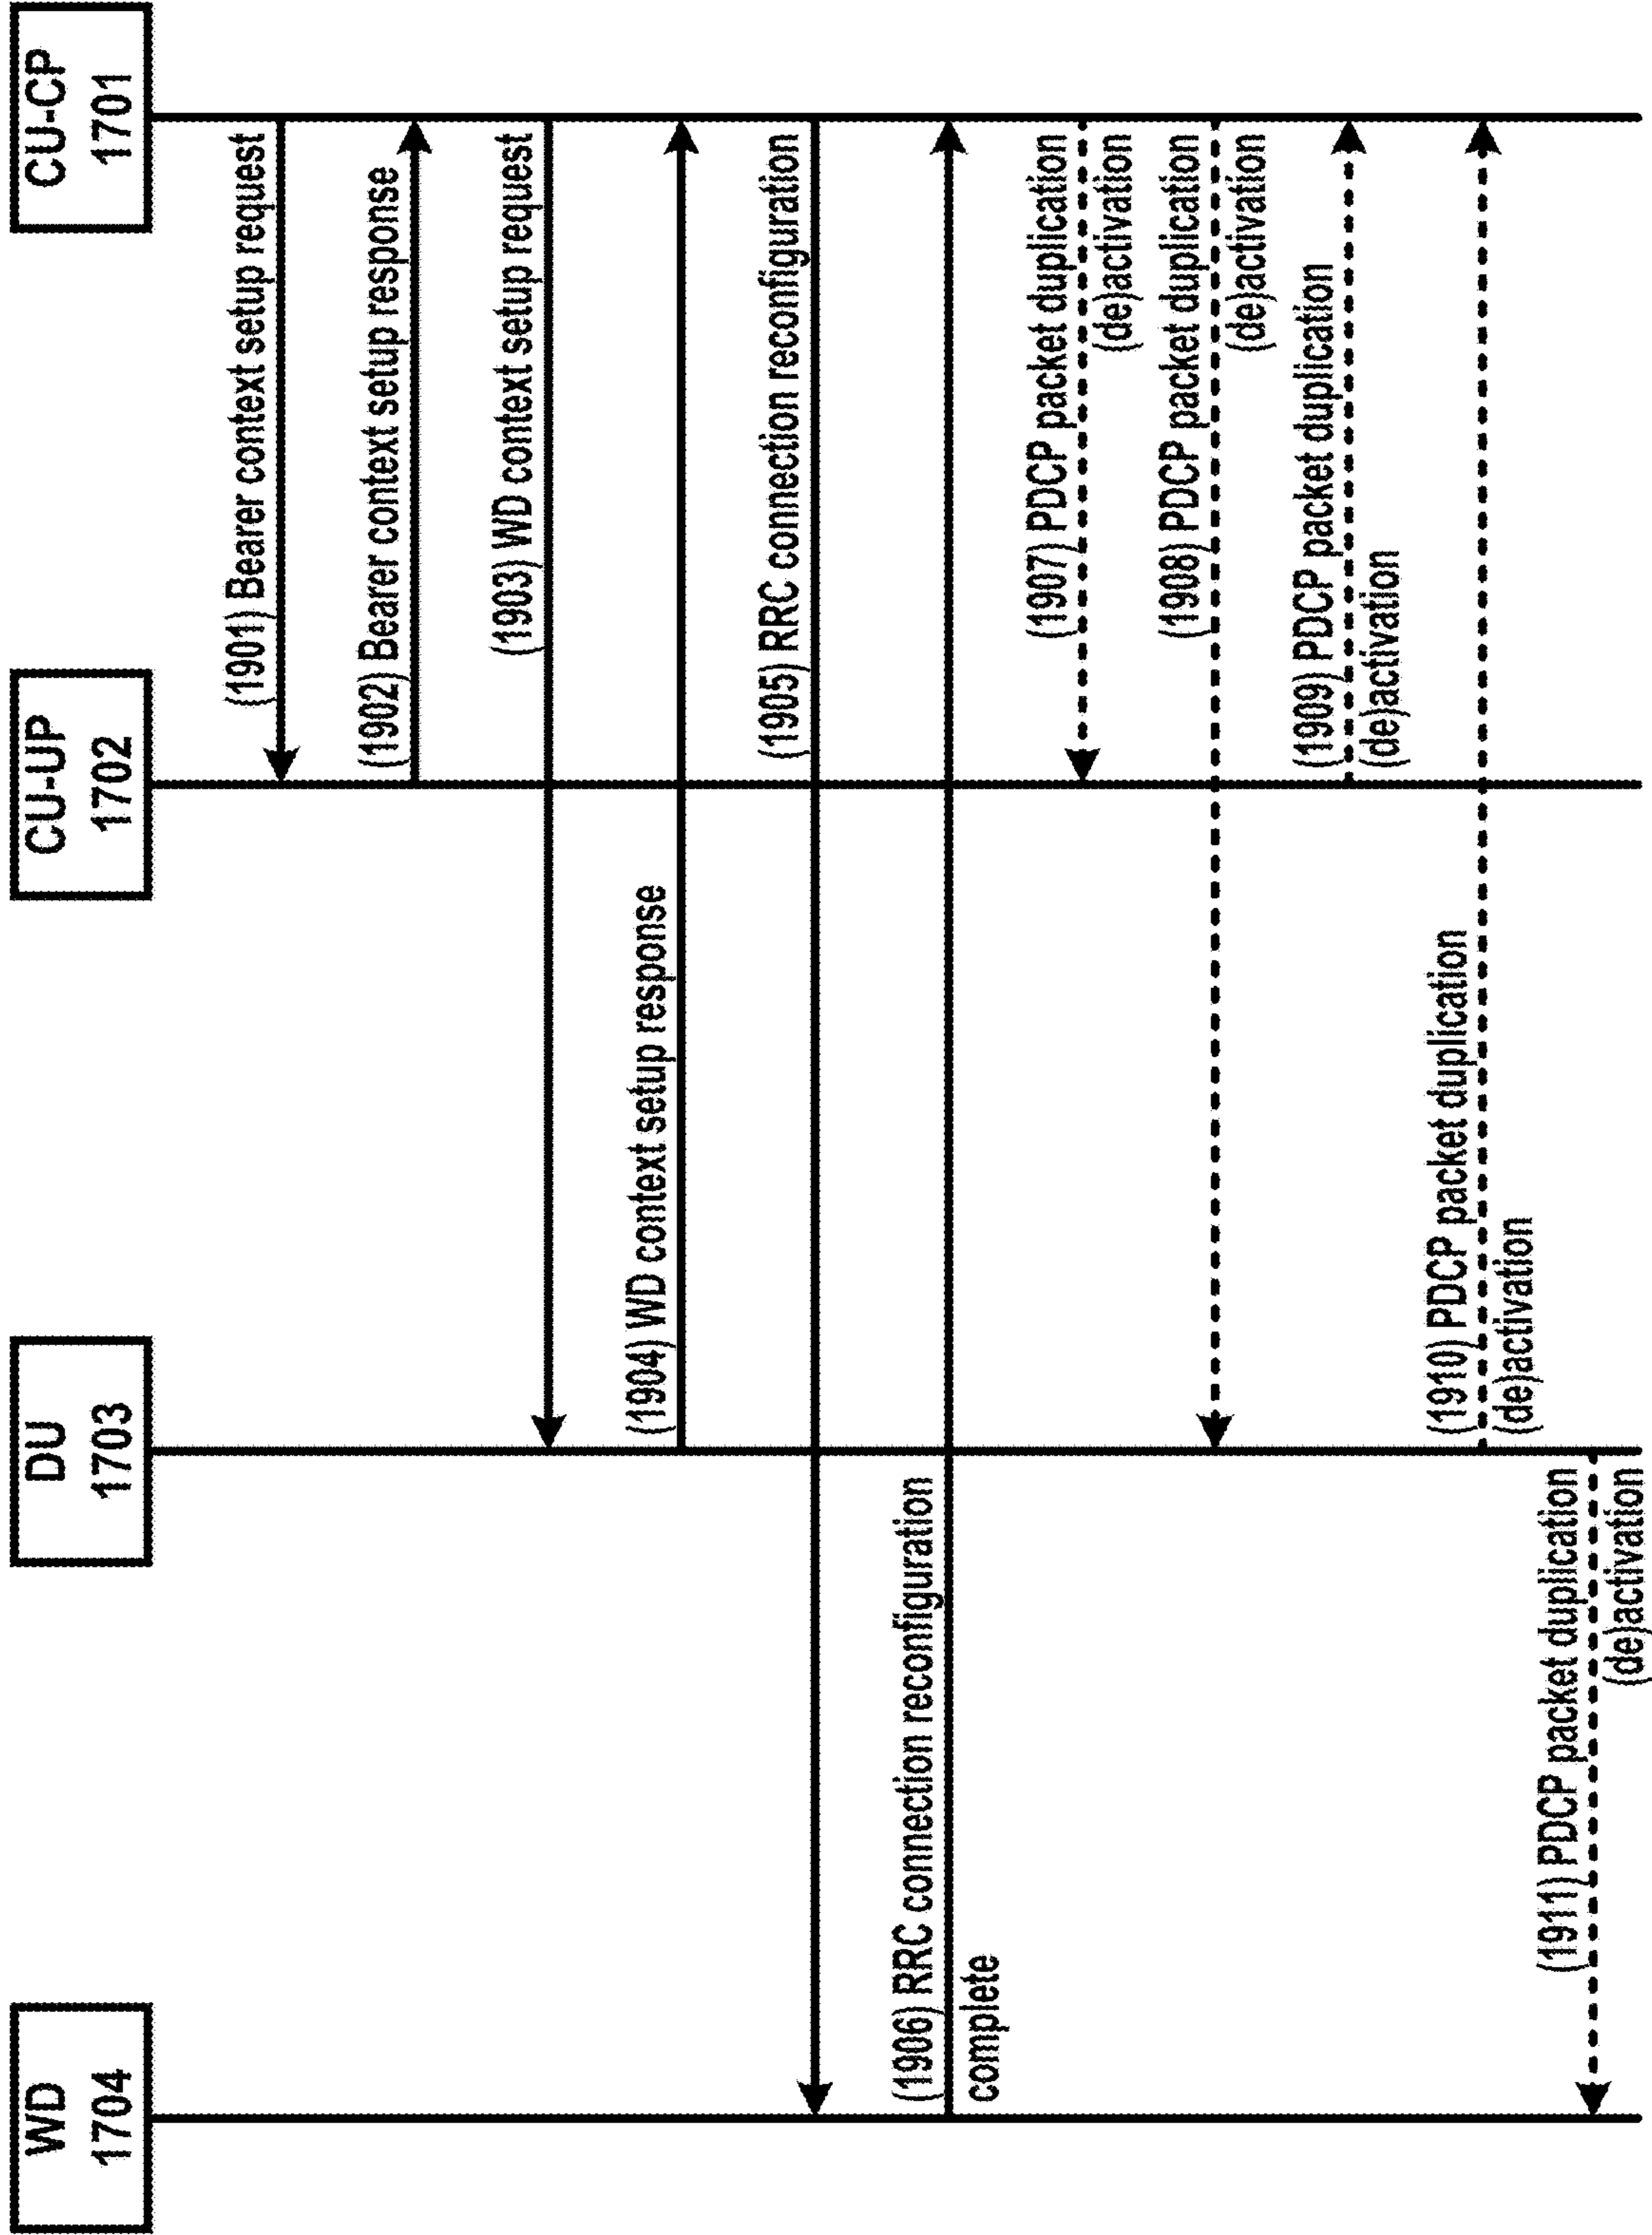 WD
1704
DU
1703
CU-UP
1702
CU-CP
1701
(1901) Bearer context setup request
(1902) Bearer context setup response
(1903) WD context setup request
(1904) WD context setup response
(1905) RRC connection reconfiguration
(1906) RRC connection reconfiguration
complete
(1907) PDCP packet duplication
(de)activation
(1908) PDCP packet duplication
(de)activation
(1909) PDCP packet duplication
(de)activation
(1910) PDCP packet duplication
(de)activation
(1911) PDCP packet duplication
(de)activation